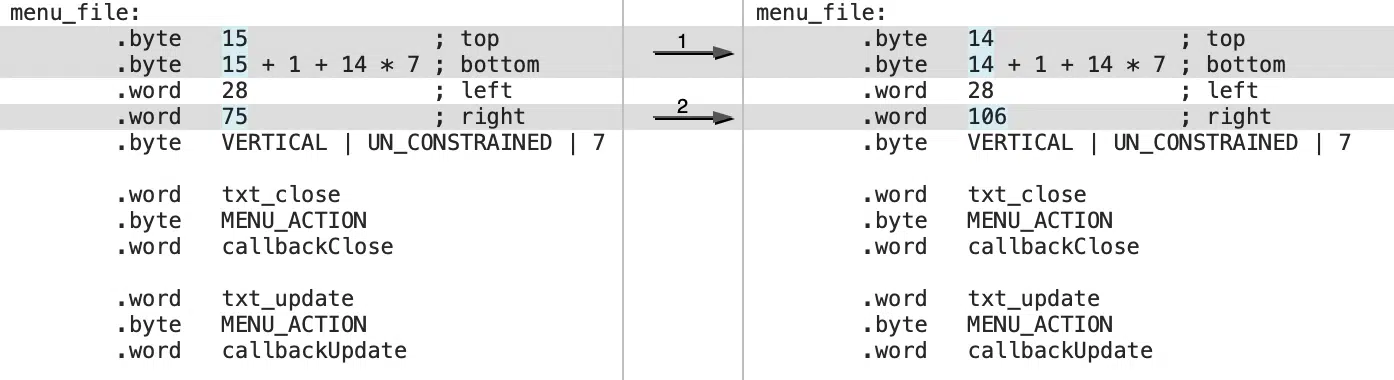 menu_file:
.byte 15 ; top
.byte 15 + 1 + 14 * 7 ; bottom
.word 28 ; left
.word 75 ; right
.byte VERTICAL | UN_CONSTRAINED | 7
.word txt_close
.byte MENU_ACTION
.word callbackClose
.word txt_update
.byte MENU_ACTION
.word callbackUpdate
1
2
menu_file:
.byte 14 ; top
.byte 14 + 1 + 14 * 7 ; bottom
.word 28 ; left
.word 106 ; right
.byte VERTICAL | UN_CONSTRAINED | 7
.word txt_close
.byte MENU_ACTION
.word callbackClose
.word txt_update
.byte MENU_ACTION
.word callbackUpdate